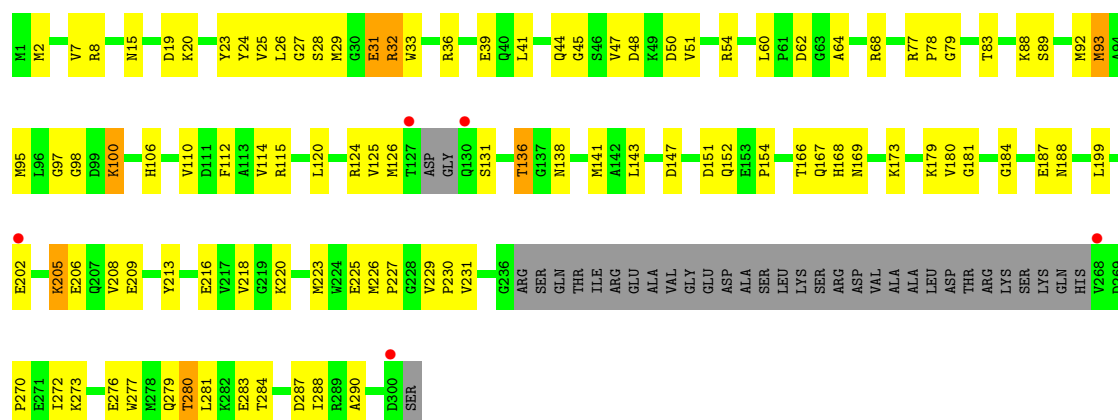 M1 M2 V7 R8 N15 D19 K20 Y23 Y24 V25 L26 G27 S28 M29 G30 E31 R32 W33 R36 E39 Q40 L41 Q44 G45 S46 V47 D48 K49 D50 V51 R54 L60 P61 D62 G63 A64 R68 R77 P78 G79 T83 K88 S89 M92 M93 A94
M95 L96 G97 G98 D99 K100 H106 V110 D111 F112 A113 V114 R115 L120 R124 V125 M126 T127 ASP GLY Q130 S131 T136 G137 N138 M141 A142 L143 D147 D151 Q152 E153 P154 T166 Q167 H168 N169 K173 K179 V180 G181 G184 E187 N188 L199
E202 K205 E206 Q207 V208 E209 Y213 E216 V217 V218 G219 K220 M223 W224 E225 M226 P227 G228 V229 P230 V231 G236 ARG SER GLN THR ILE ARG GLU ALA VAL GLY GLU ASP ALA SER LEU LYS SER ARG ASP VAL ALA ALA LEU ASP THR ARG LYS SER LYS GLN HIS V268 D269
P270 E271 I272 K273 E276 W277 M278 Q279 T280 L281 K282 E283 T284 D287 I288 R289 A290 D300 SER